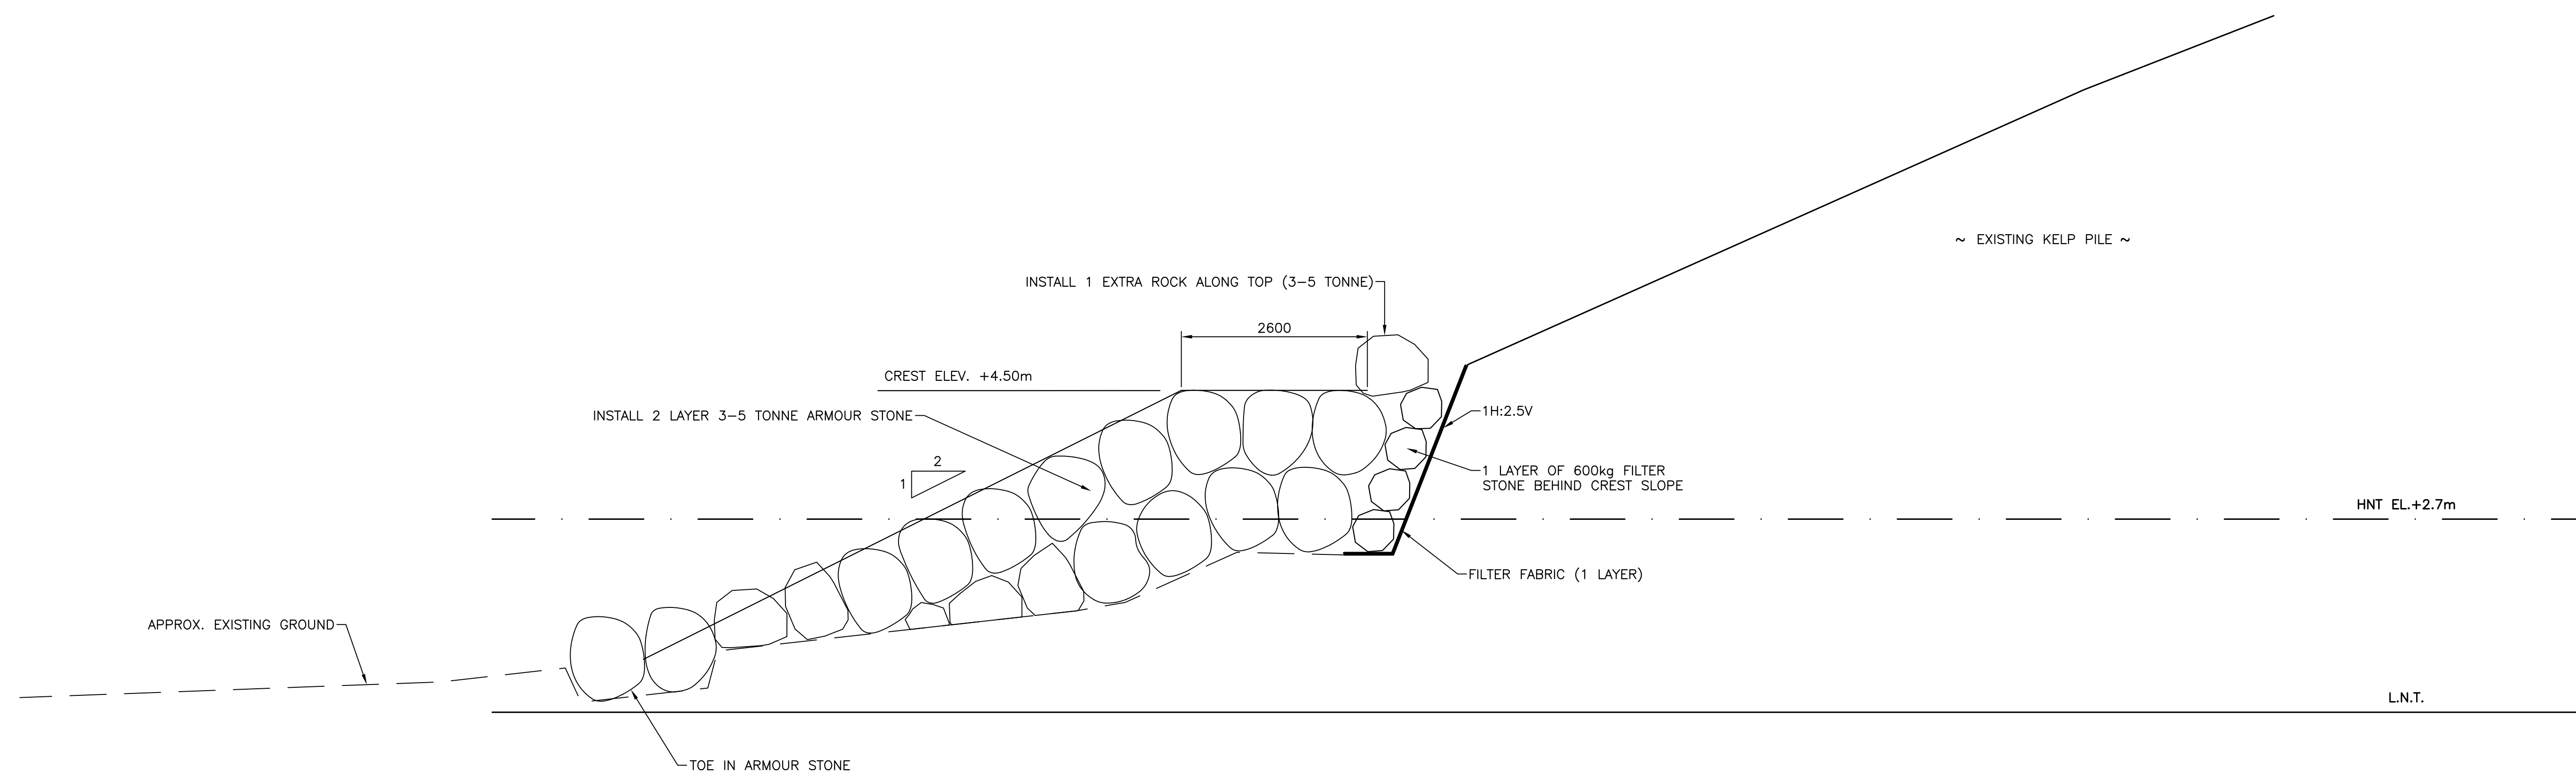 ~ EXISTING KELP PILE ~
INSTALL 1 EXTRA ROCK ALONG TOP (3-5 TONNE)
2600
CREST ELEV. +4.50m
INSTALL 2 LAYER 3-5 TONNE ARMOUR STONE
1H:2.5V
2
1
1 LAYER OF 600kg FILTER
STONE BEHIND CREST SLOPE
HNT EL.+2.7m
FILTER FABRIC (1 LAYER)
APPROX. EXISTING GROUND
L.N.T.
TOE IN ARMOUR STONE